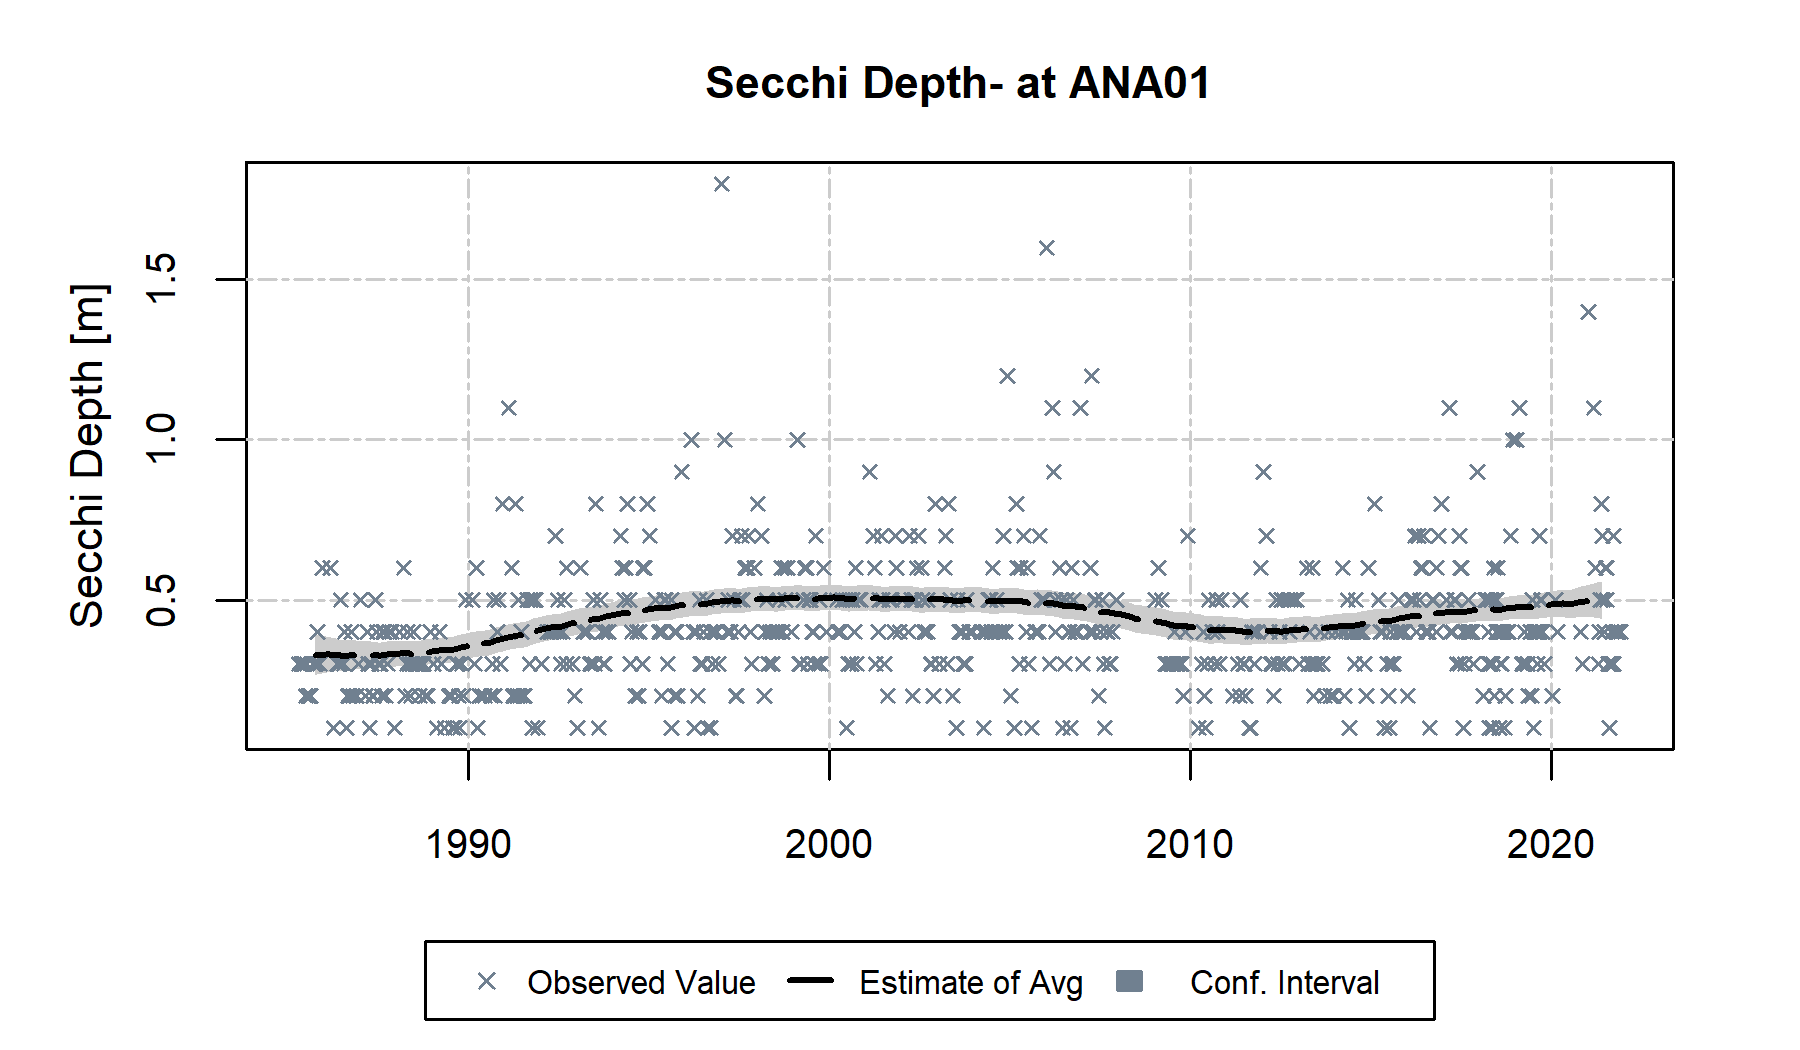 Secchi Depth- at ANA01
Secchi Depth [m]
1.5
1.0
0.5
1990 2000 2010 2020
Observed Value Estimate of Avg Conf. Interval